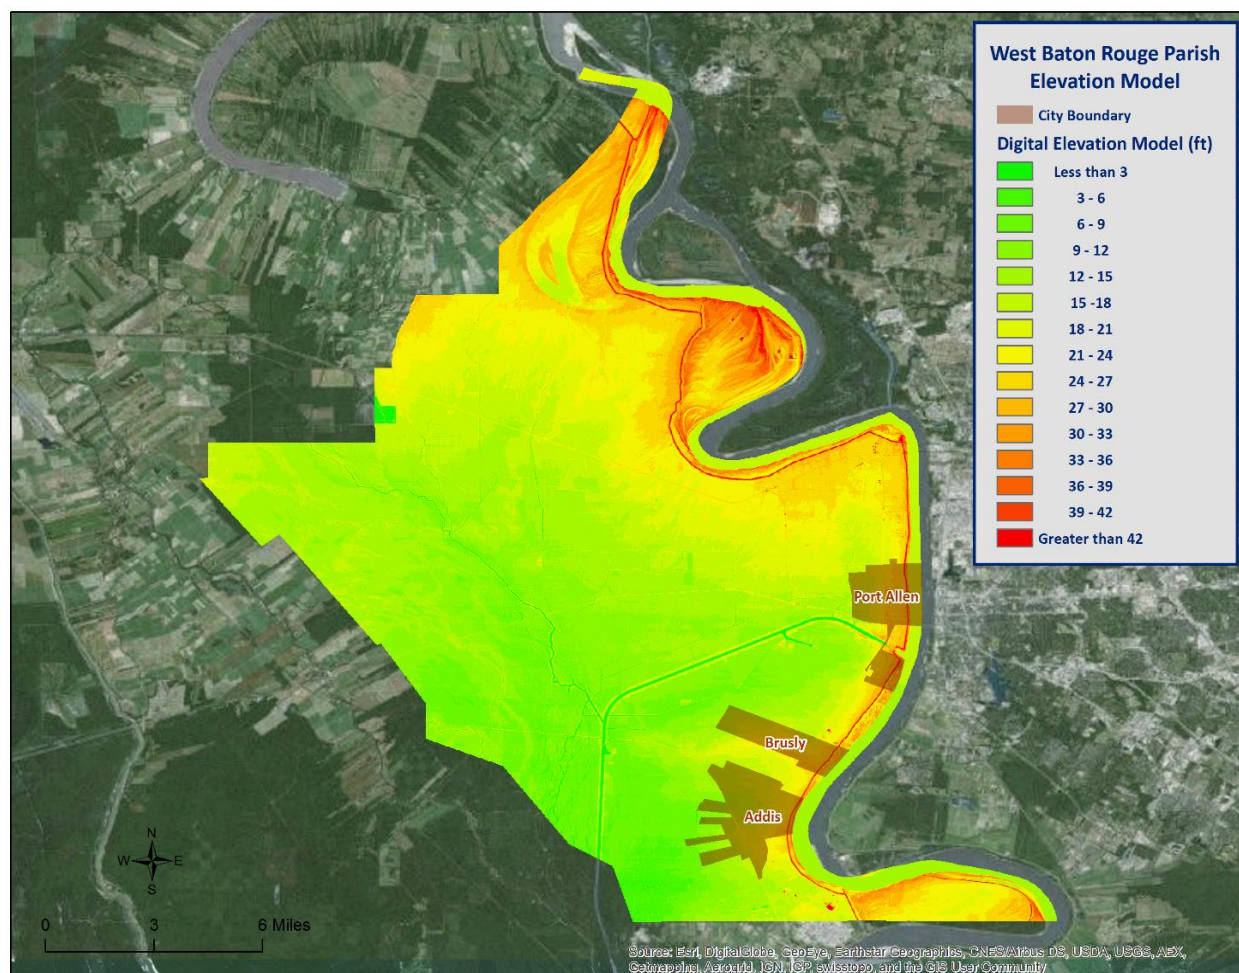 West Baton Rouge Parish
Elevation Model
City Boundary
Digital Elevation Model (ft)
Less than 3
3 - 6
6 - 9
9 - 12
12 - 15
15 -18
18 - 21
21 - 24
24 - 27
27 - 30
30 - 33
33 - 36
36 - 39
39 - 42
Greater than 42
Port Allen
Brusly
Addis
N
W E
S
0 3 6 Miles
Source: Esri, DigitalGlobe, GeoEye, Earthstar Geographics, CNES/Airbus DS, USDA, USGS, AEX,
Getmapping, Aerogrid, IGN, IGP, swisstopo, and the GIS User Community